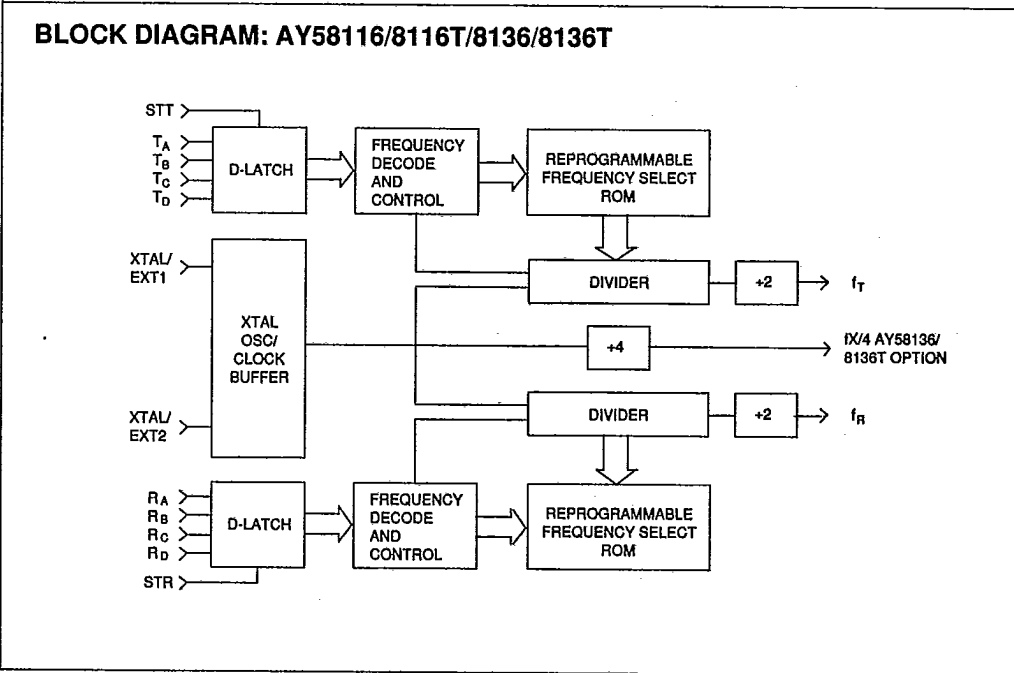 BLOCK DIAGRAM: AY58116/8116T/8136/8136T
STT
TA
TB
TC
TD
D-LATCH
FREQUENCY
DECODE
AND
CONTROL
REPROGRAMMABLE
FREQUENCY SELECT
ROM
XTAL/
EXT1
XTAL
OSC/
CLOCK
BUFFER
XTAL/
EXT2
DIVIDER
+2
fT
+4
fX/4 AY58136/
8136T OPTION
DIVIDER
+2
fR
RA
RB
RC
RD
STR
D-LATCH
FREQUENCY
DECODE
AND
CONTROL
REPROGRAMMABLE
FREQUENCY SELECT
ROM